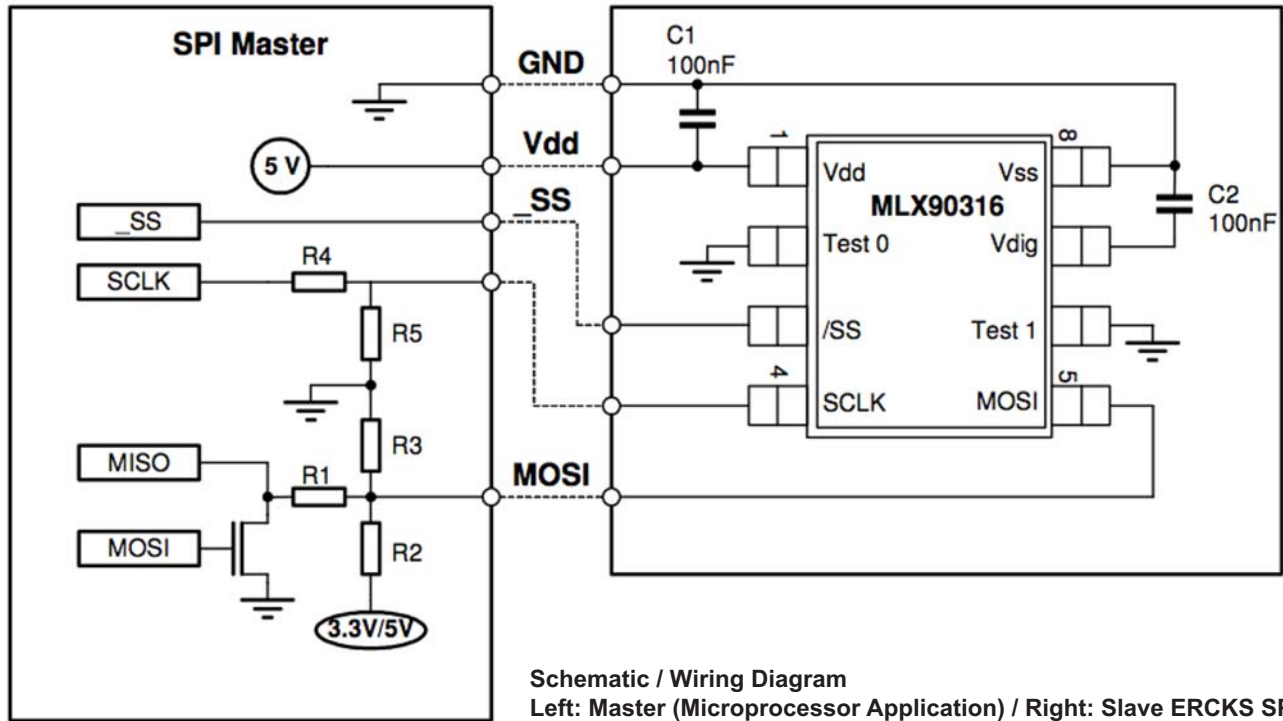 SPI Master
GND
Vdd
_SS
MOSI
5 V
_SS
SCLK
R4
R5
R3
MISO
R1
MOSI
R2
3.3V/5V
C1
100nF
1
8
Vdd
Vss
MLX90316
C2
100nF
Test 0
Vdig
/SS
Test 1
4
5
SCLK
MOSI
Schematic / Wiring Diagram
Left: Master (Microprocessor Application) / Right: Slave ERCKS